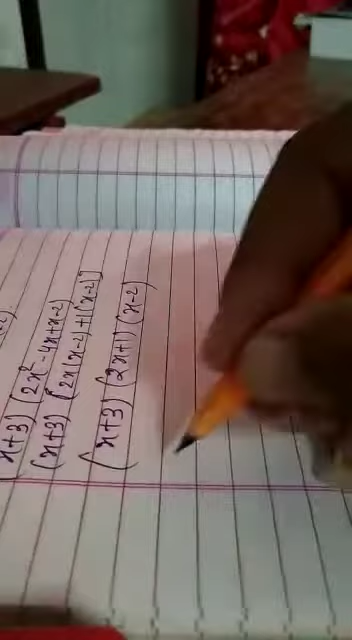 (x+3) (2x²-4x+x-2)
(x+3) [2x(x-2)+1(x-2)]
(x+3) (2x+1) (x-2)